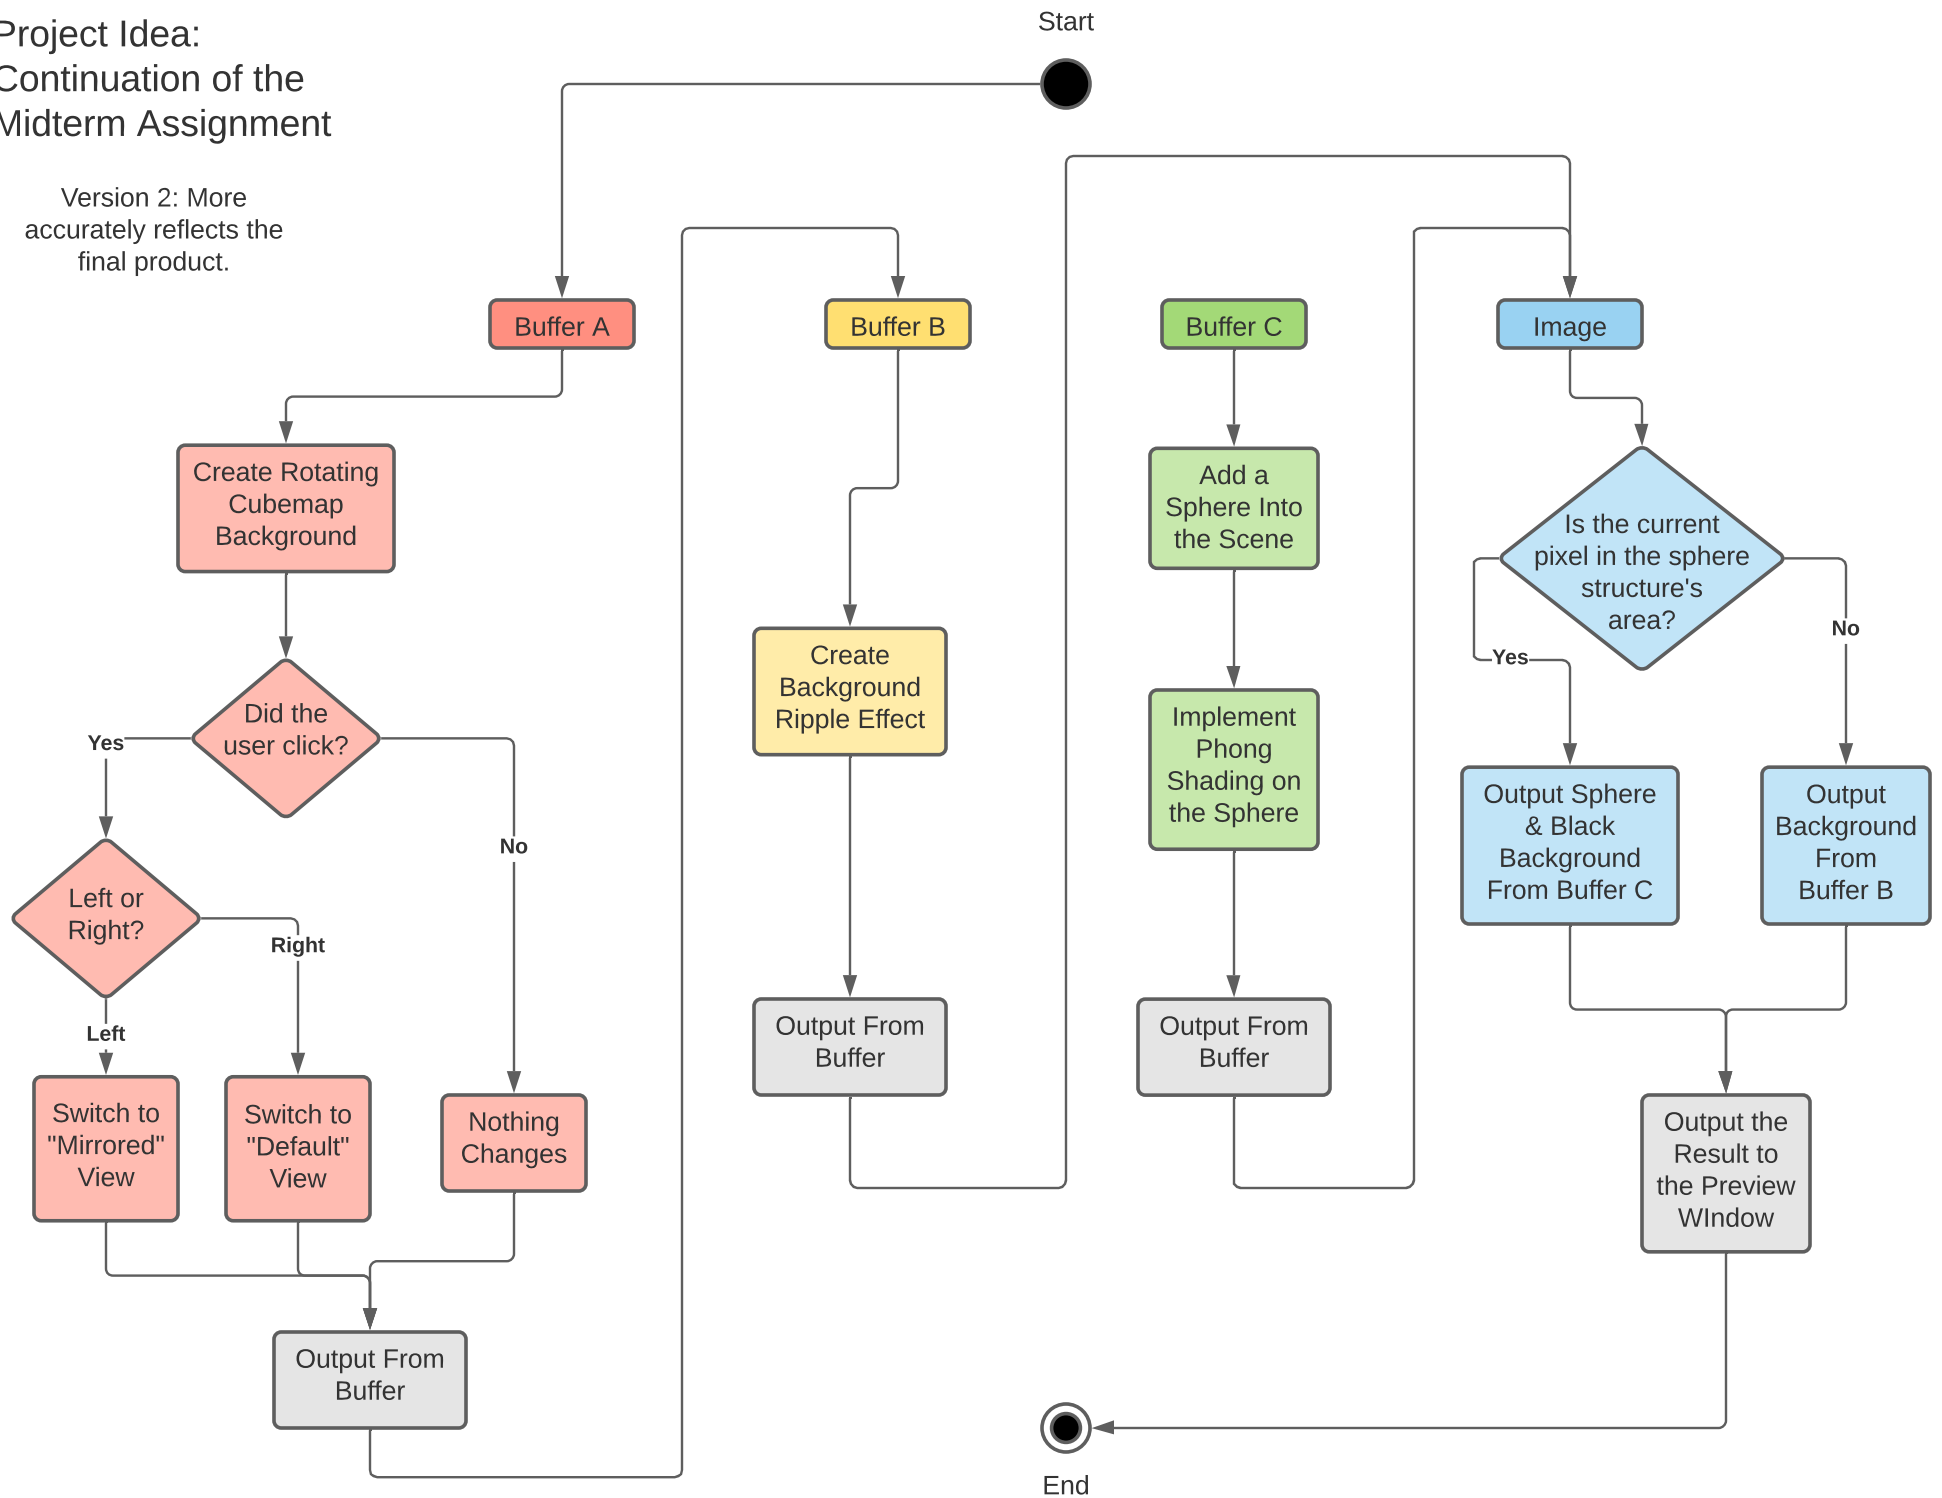 Project Idea:
Continuation of the
Midterm Assignment
Version 2: More
accurately reflects the
final product.
Start
Buffer A
Buffer B
Buffer C
Image
Create Rotating
Cubemap
Background
Did the
user click?
Yes
No
Left or
Right?
Right
Left
Switch to
"Mirrored"
View
Switch to
"Default"
View
Nothing
Changes
Output From
Buffer
Create
Background
Ripple Effect
Output From
Buffer
Add a
Sphere Into
the Scene
Implement
Phong
Shading on
the Sphere
Output From
Buffer
Is the current
pixel in the sphere
structure's
area?
Yes
No
Output Sphere
& Black
Background
From Buffer C
Output
Background
From
Buffer B
Output the
Result to
the Preview
WIndow
End